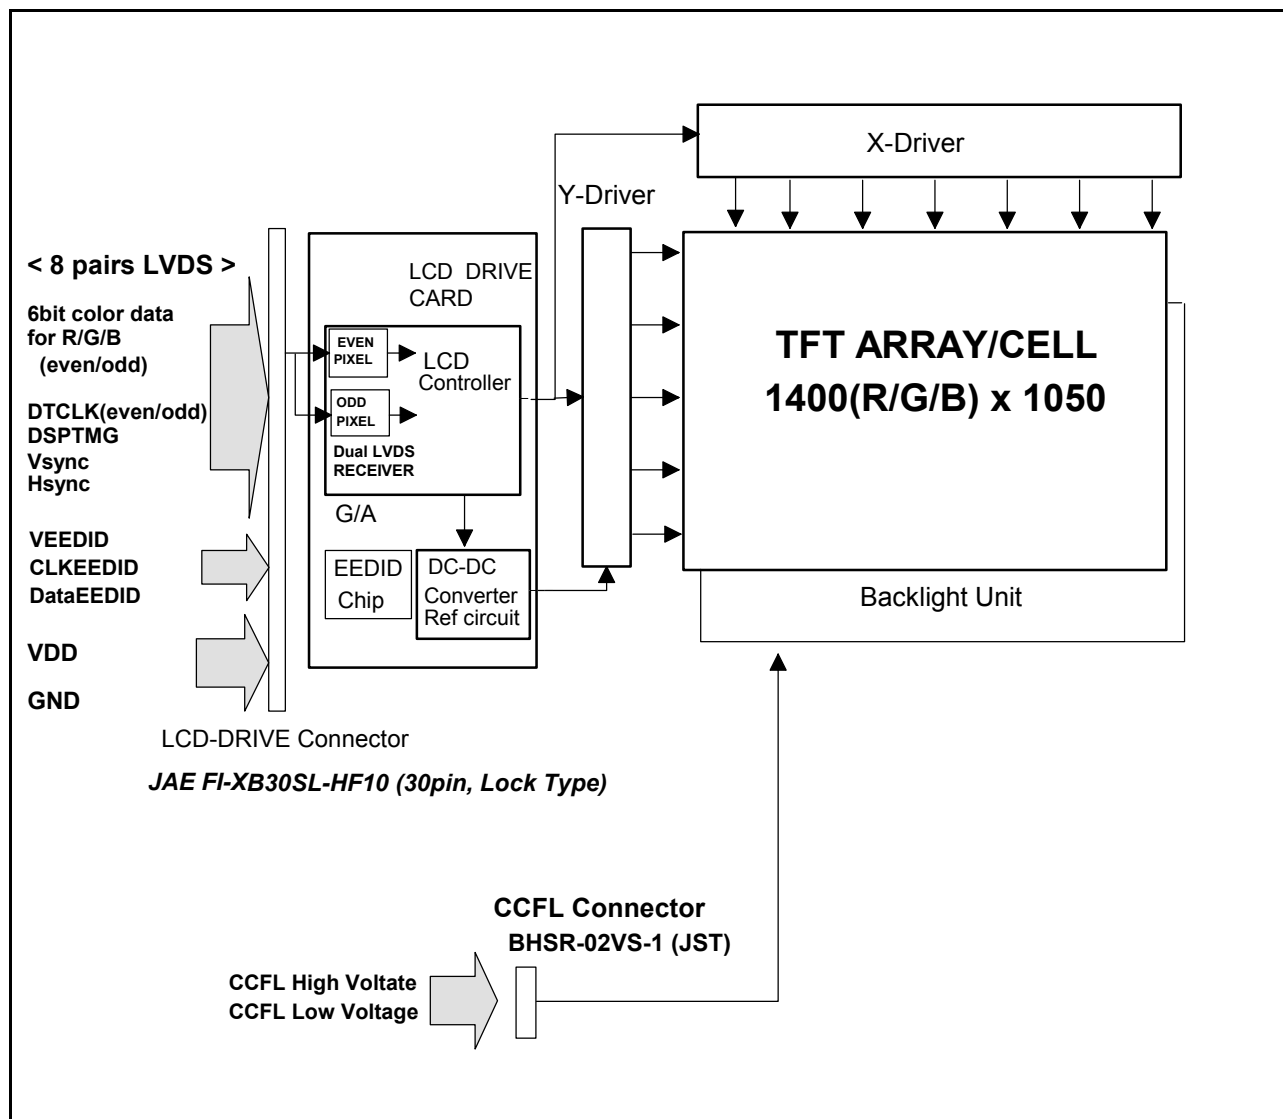 X-Driver
Y-Driver
< 8 pairs LVDS >
6bit color data
for R/G/B
(even/odd)
DTCLK(even/odd)
DSPTMG
Vsync
Hsync
VEEDID
CLKEEDID
DataEEDID
VDD
GND
LCD DRIVE
CARD
EVEN
PIXEL
LCD
Controller
ODD
PIXEL
Dual LVDS
RECEIVER
G/A
EEDID
Chip
DC-DC
Converter
Ref circuit
TFT ARRAY/CELL
1400(R/G/B) x 1050
Backlight Unit
LCD-DRIVE Connector
JAE FI-XB30SL-HF10 (30pin, Lock Type)
CCFL Connector
BHSR-02VS-1 (JST)
CCFL High Voltate
CCFL Low Voltage